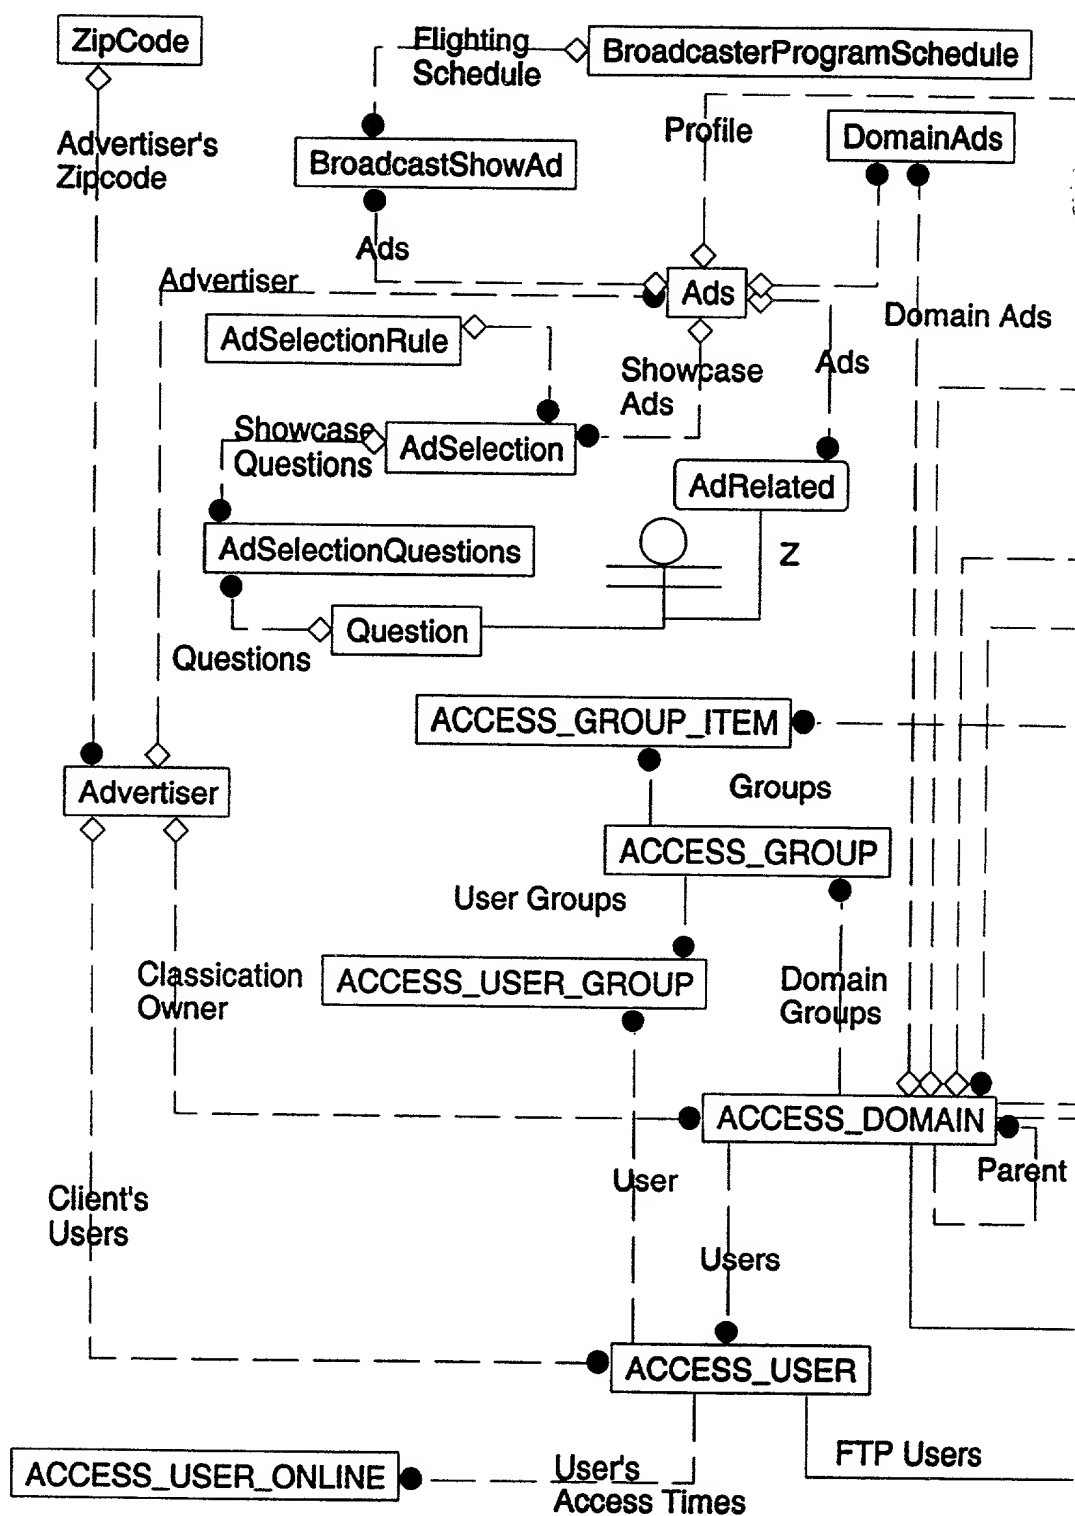 ZipCode
Flighting
Schedule
BroadcasterProgramSchedule
Advertiser's
Zipcode
Profile
DomainAds
BroadcastShowAd
Ads
Advertiser
Ads
Domain Ads
AdSelectionRule
Showcase
Ads
Ads
Showcase
Questions
AdSelection
AdRelated
AdSelectionQuestions
Z
Question
Questions
ACCESS_GROUP_ITEM
Advertiser
Groups
ACCESS_GROUP
User Groups
Classication
Owner
ACCESS_USER_GROUP
Domain
Groups
ACCESS_DOMAIN
Parent
User
Client's
Users
Users
ACCESS_USER
FTP Users
ACCESS_USER_ONLINE
User's
Access Times